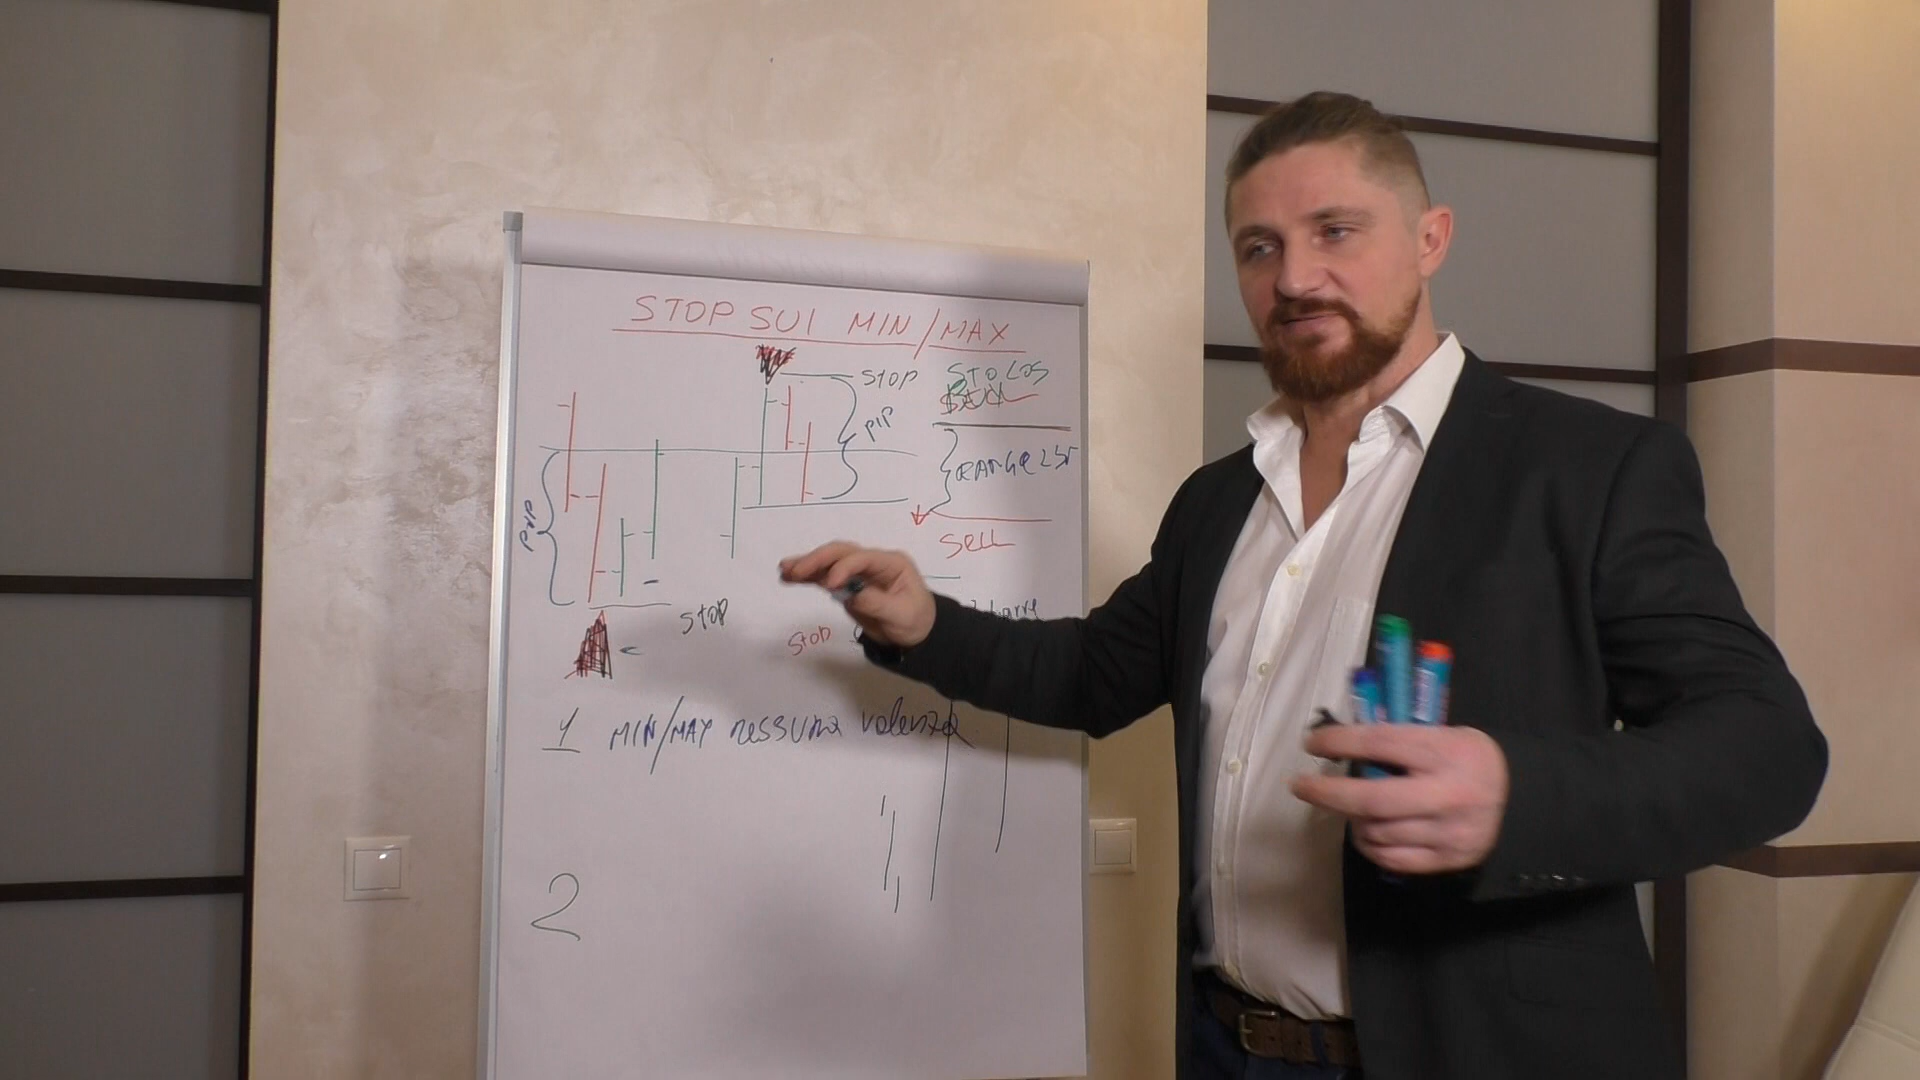 STOP SUI MIN/MAX
STOP
STO LOS
PIP
RANGE
SELL
PIP
STOP
STOP
barre
1 MIN/MAX nessuna valenza
2